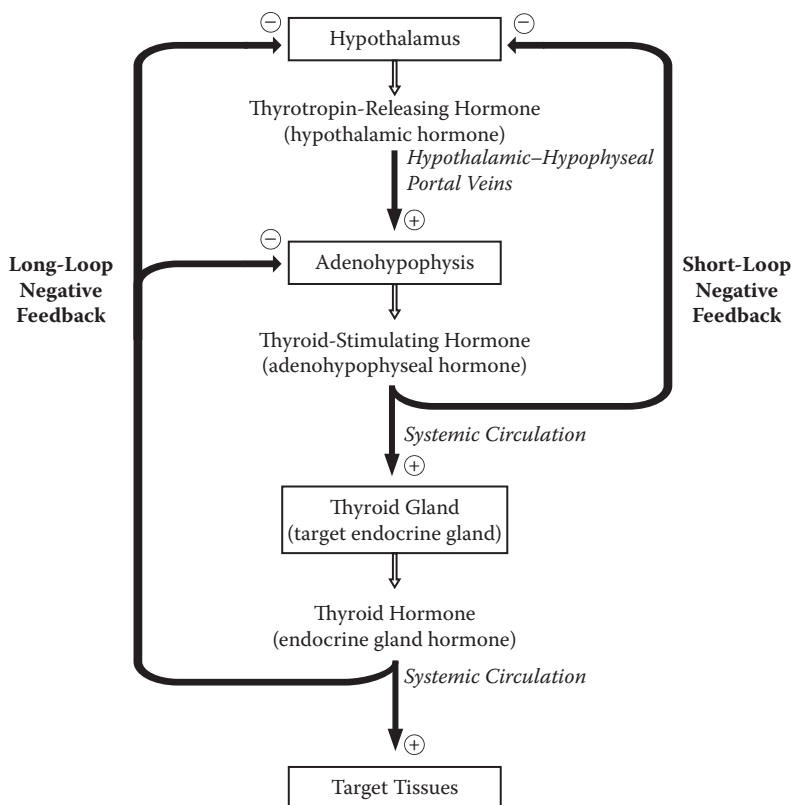 −
−
Hypothalamus
Thyrotropin-Releasing Hormone
(hypothalamic hormone)
Hypothalamic–Hypophyseal
Portal Veins
+
−
Adenohypophysis
Long-Loop
Negative
Feedback
Short-Loop
Negative
Feedback
Thyroid-Stimulating Hormone
(adenohypophyseal hormone)
Systemic Circulation
+
Thyroid Gland
(target endocrine gland)
Thyroid Hormone
(endocrine gland hormone)
Systemic Circulation
+
Target Tissues